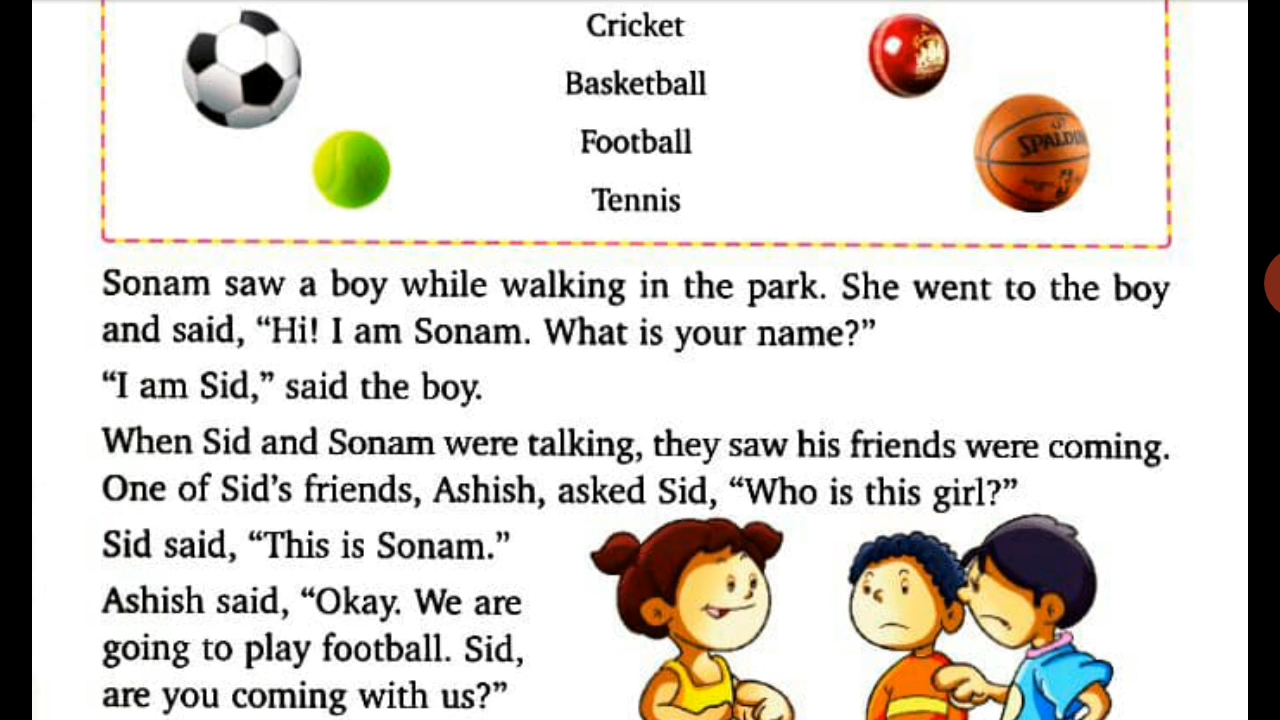 Cricket
Basketball
Football
Tennis
SPALDIN
Sonam saw a boy while walking in the park. She went to the boy
and said, “Hi! I am Sonam. What is your name?”
“I am Sid,” said the boy.
When Sid and Sonam were talking, they saw his friends were coming.
One of Sid’s friends, Ashish, asked Sid, “Who is this girl?”
Sid said, “This is Sonam.”
Ashish said, “Okay. We are
going to play football. Sid,
are you coming with us?”